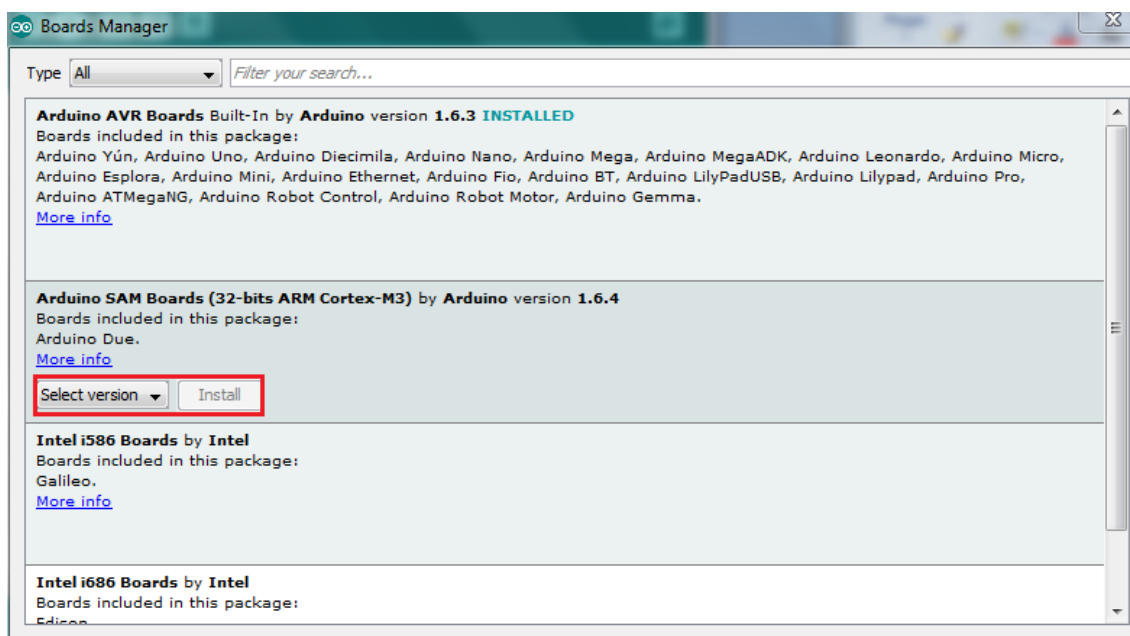 Boards Manager
Type All Filter your search...
Arduino AVR Boards Built-In by Arduino version 1.6.3 INSTALLED
Boards included in this package:
Arduino Yún, Arduino Uno, Arduino Diecimila, Arduino Nano, Arduino Mega, Arduino MegaADK, Arduino Leonardo, Arduino Micro,
Arduino Esplora, Arduino Mini, Arduino Ethernet, Arduino Fio, Arduino BT, Arduino LilyPadUSB, Arduino Lilypad, Arduino Pro,
Arduino ATMegaNG, Arduino Robot Control, Arduino Robot Motor, Arduino Gemma.
More info
Arduino SAM Boards (32-bits ARM Cortex-M3) by Arduino version 1.6.4
Boards included in this package:
Arduino Due.
More info
Select version Install
Intel i586 Boards by Intel
Boards included in this package:
Galileo.
More info
Intel i686 Boards by Intel
Boards included in this package:
Edison.